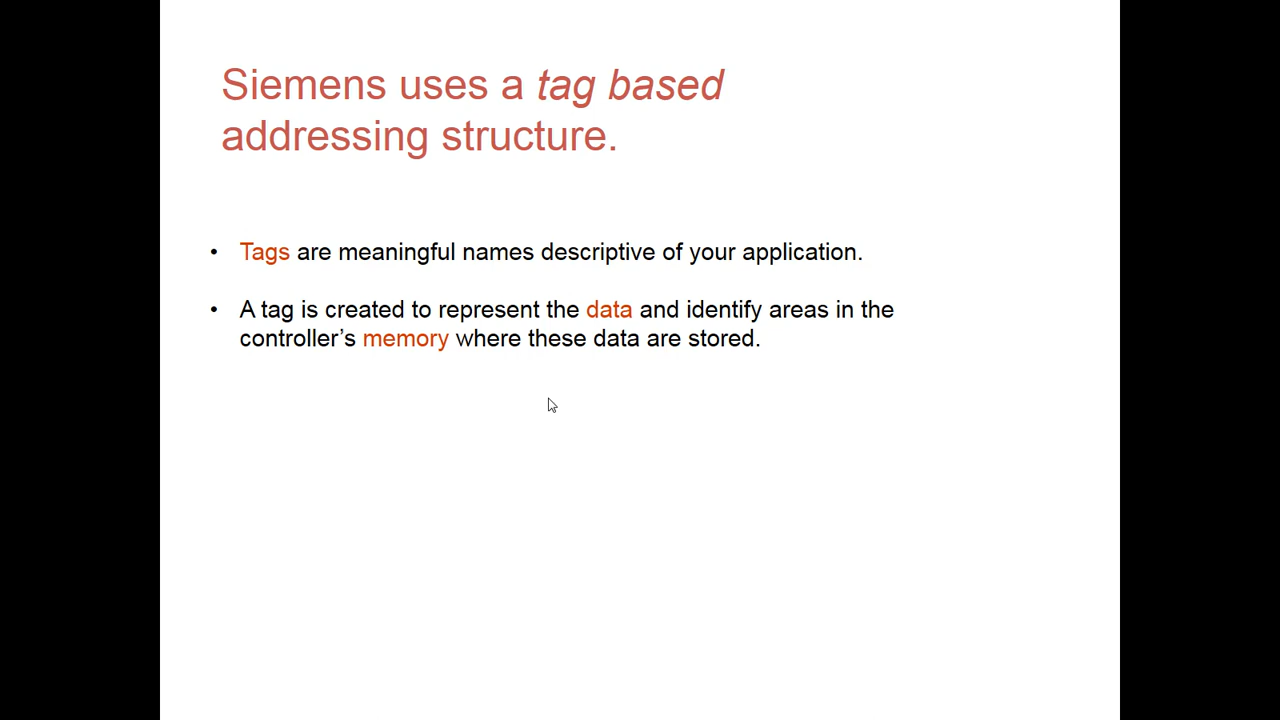 Siemens uses a tag based
addressing structure.
• Tags are meaningful names descriptive of your application.
• A tag is created to represent the data and identify areas in the
controller’s memory where these data are stored.